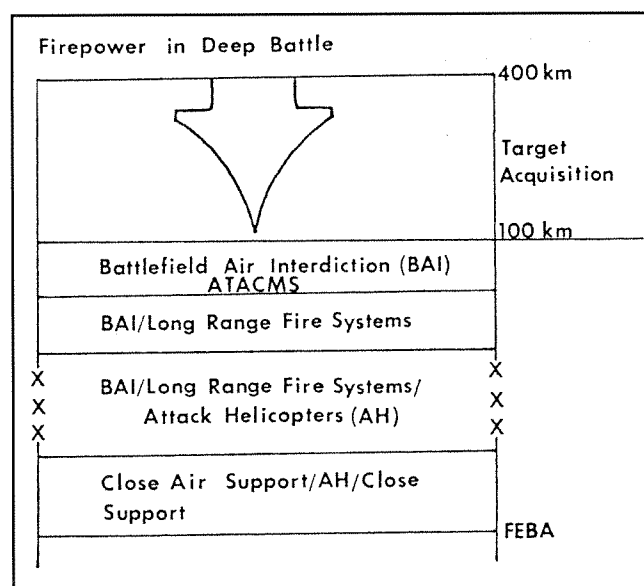 Firepower in Deep Battle
400 km
Target
Acquisition
100 km
Battlefield Air Interdiction (BAI)
ATACMS
BAI/Long Range Fire Systems
BAI/Long Range Fire Systems/
Attack Helicopters (AH)
X X
X X
X X
Close Air Support/AH/Close
Support
FEBA